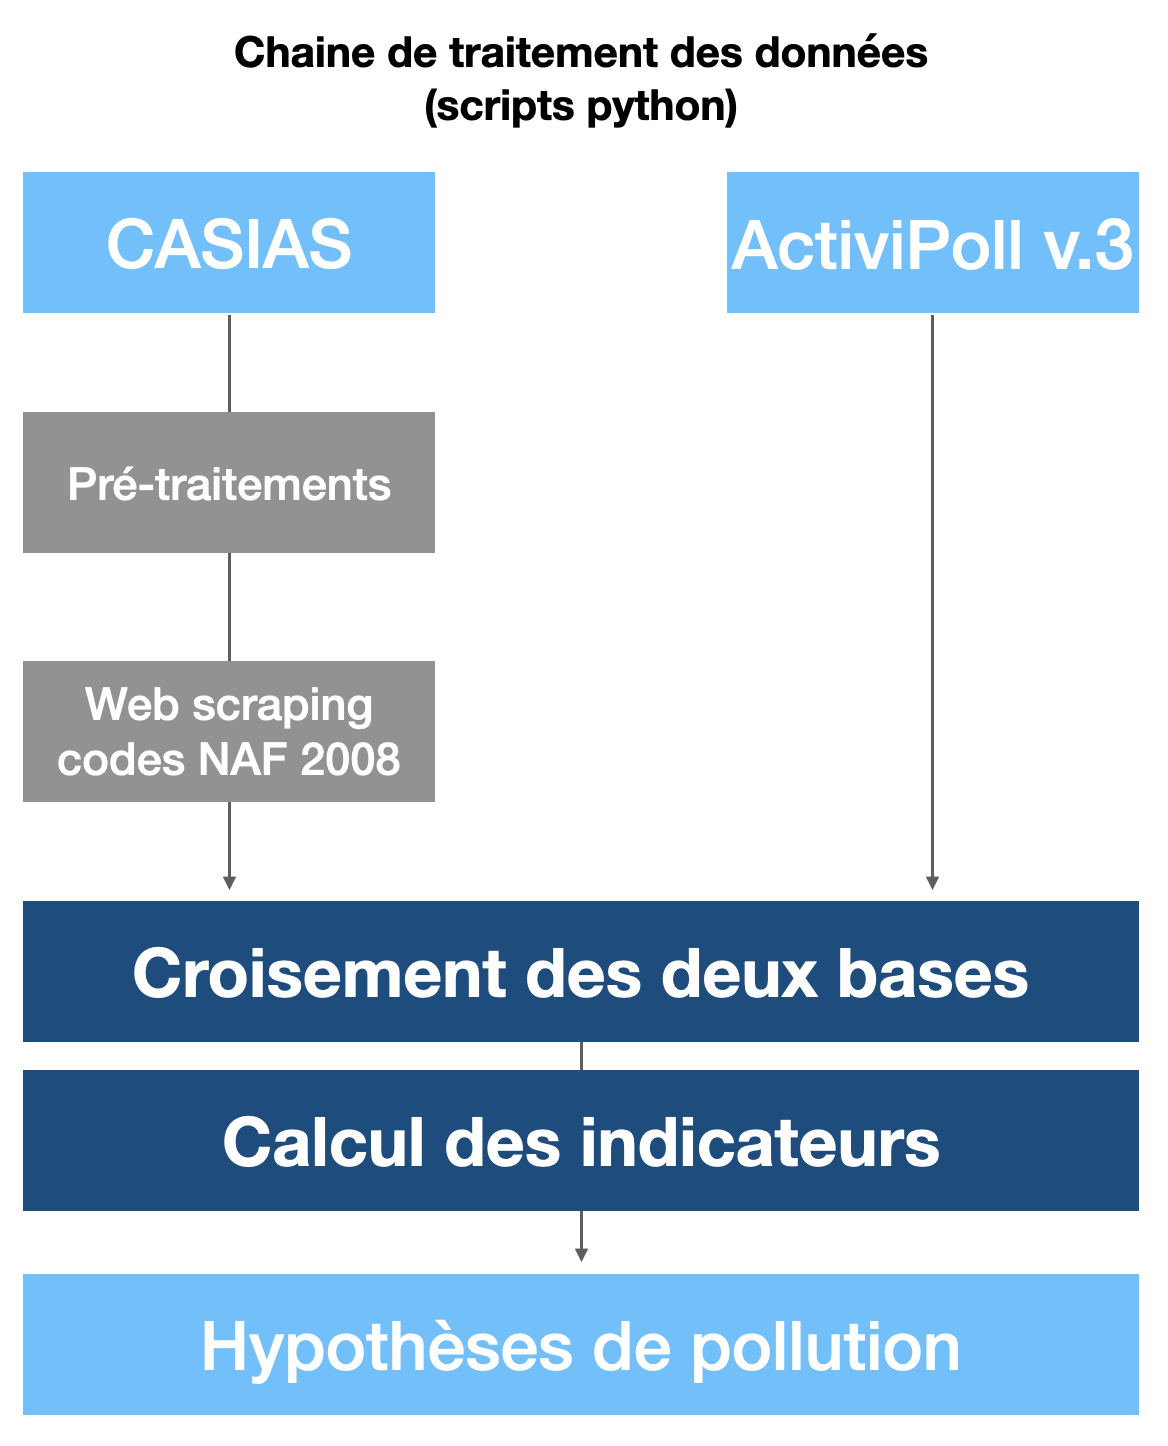 Chaine de traitement des données
(scripts python)
CASIAS
ActiviPoll v.3
Pré-traitements
Web scraping
codes NAF 2008
Croisement des deux bases
Calcul des indicateurs
Hypothèses de pollution